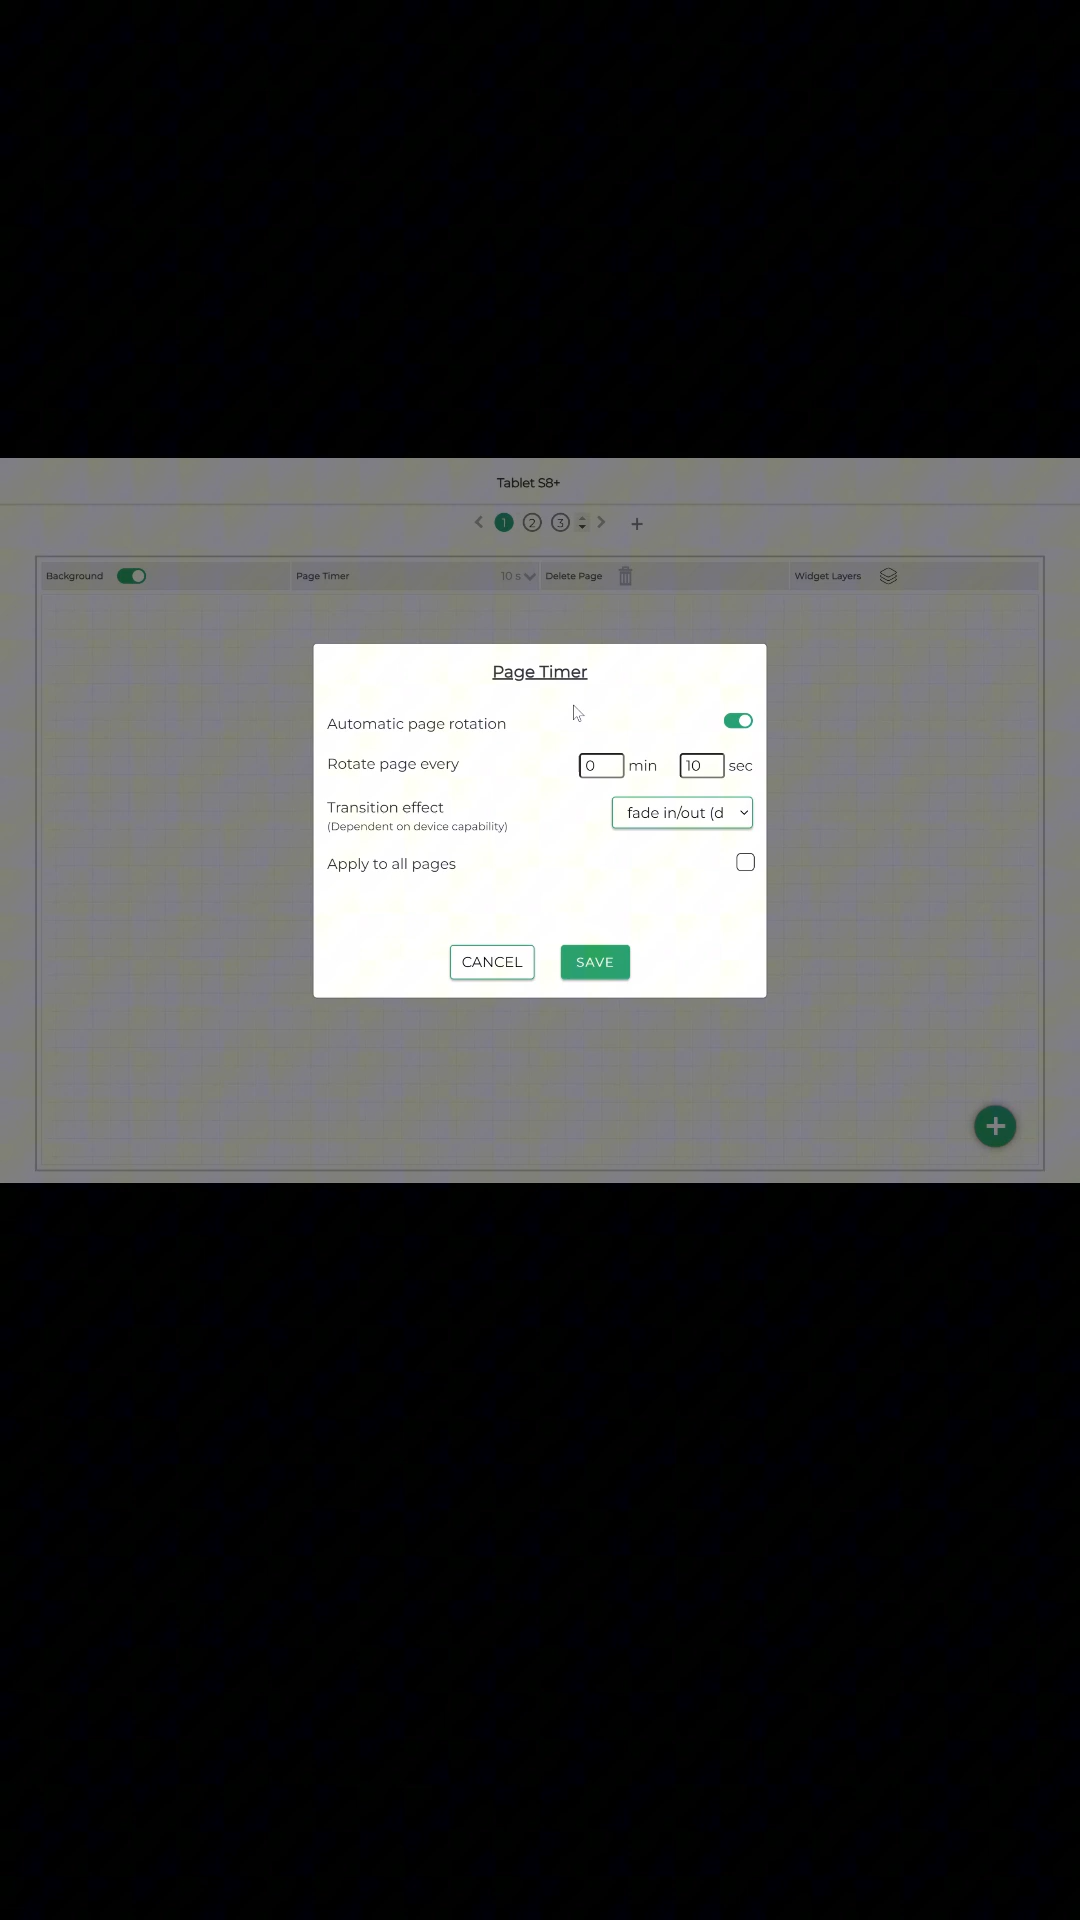 Tablet S8+
1 2 3 +
Background Page Timer 10 s Delete Page Widget Layers
Page Timer
Automatic page rotation
Rotate page every 0 min 10 sec
Transition effect fade in/out (d
(Dependent on device capability)
Apply to all pages
CANCEL SAVE